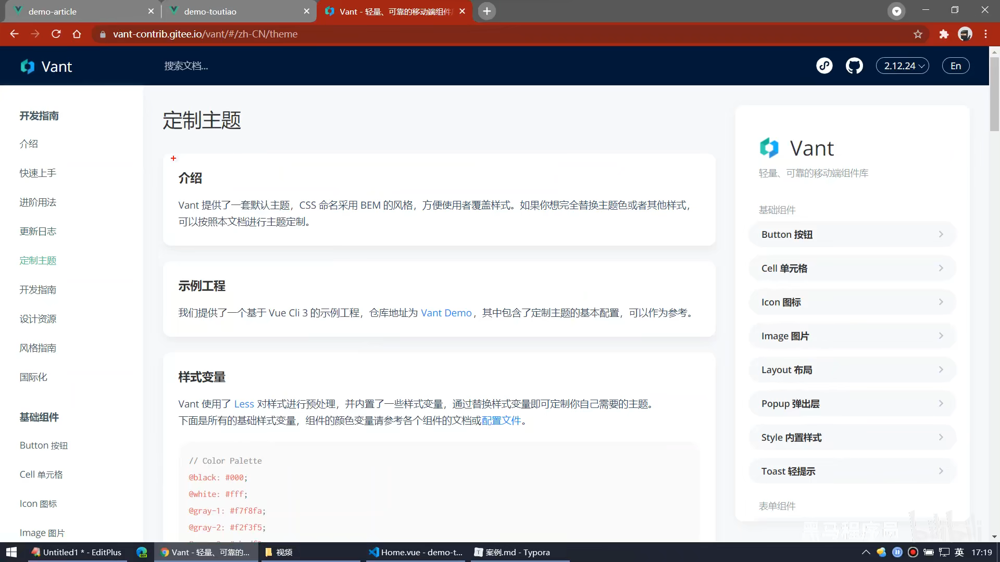 demo-article
demo-toutiao
Vant - 轻量、可靠的移动端组件
vant-contrib.gitee.io/vant/#/zh-CN/theme
Vant
搜索文档...
2.12.24
En
开发指南
介绍
快速上手
进阶用法
更新日志
定制主题
开发指南
设计资源
风格指南
国际化
基础组件
Button 按钮
Cell 单元格
Icon 图标
Image 图片
定制主题
介绍
Vant 提供了一套默认主题，CSS 命名采用 BEM 的风格，方便使用者覆盖样式。如果你想完全替换主题色或者其他样式，
可以按照本文档进行主题定制。
示例工程
我们提供了一个基于 Vue Cli 3 的示例工程，仓库地址为 Vant Demo，其中包含了定制主题的基本配置，可以作为参考。
样式变量
Vant 使用了 Less 对样式进行预处理，并内置了一些样式变量，通过替换样式变量即可定制你自己需要的主题。
下面是所有的基础样式变量，组件的颜色变量请参考各个组件的文档或配置文件。
// Color Palette
@black: #000;
@white: #fff;
@gray-1: #f7f8fa;
@gray-2: #f2f3f5;
Vant
轻量、可靠的移动端组件库
基础组件
Button 按钮
Cell 单元格
Icon 图标
Image 图片
Layout 布局
Popup 弹出层
Style 内置样式
Toast 轻提示
表单组件
黑马程序员
bilibili
Untitled1 * - EditPlus
Vant - 轻量、可靠的...
视频
Home.vue - demo-t...
案例.md - Typora
英
17:19